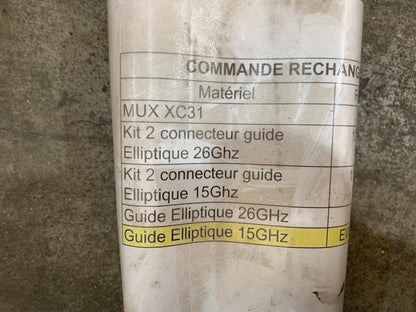 COMMANDE RECHANG
Matériel
MUX XC31
Kit 2 connecteur guide
Elliptique 26Ghz
Kit 2 connecteur guide
Elliptique 15Ghz
Guide Elliptique 26GHz
Guide Elliptique 15GHz